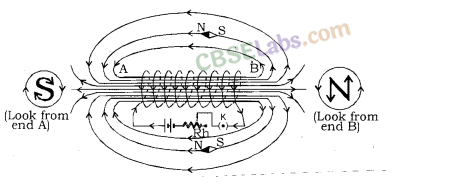 N S
CBSELabs.com
A B
S N
(Look from
end A)
(Look from
end B)
K
Rh
N S